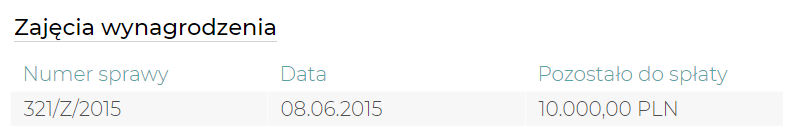 Zajęcia wynagrodzenia
Numer sprawy Data Pozostało do spłaty
321/Z/2015 08.06.2015 10.000,00 PLN